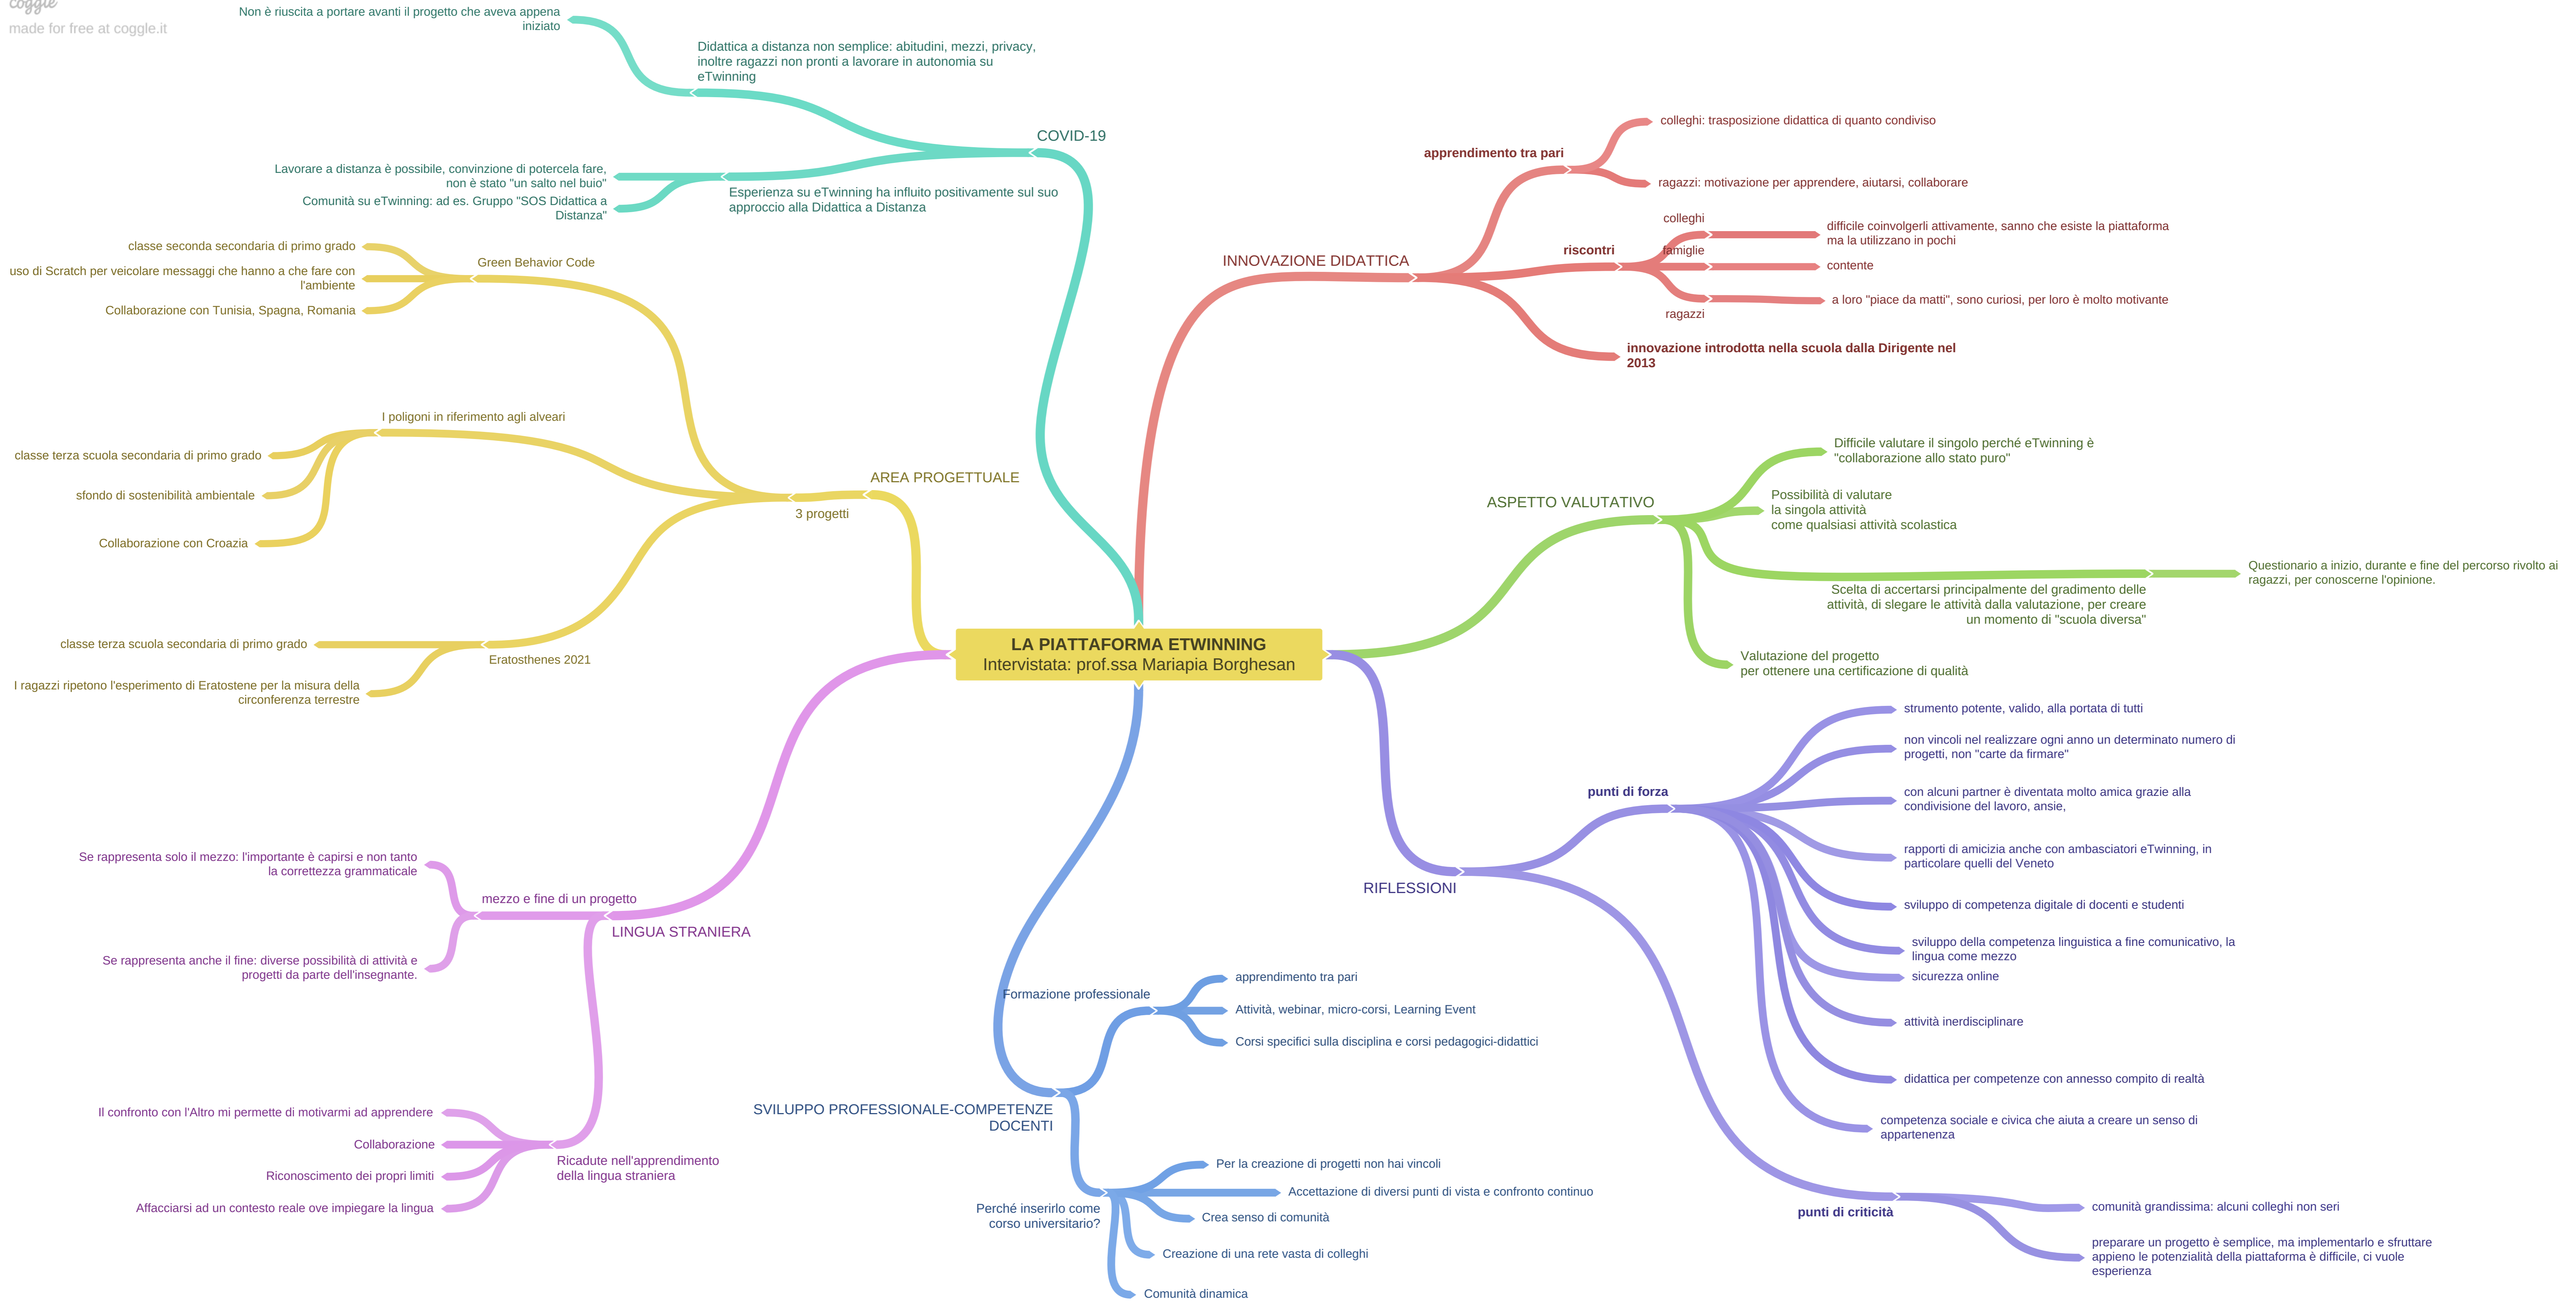 coggle
made for free at coggle.it
Non è riuscita a portare avanti il progetto che aveva appena
iniziato
Didattica a distanza non semplice: abitudini, mezzi, privacy,
inoltre ragazzi non pronti a lavorare in autonomia su
eTwinning
COVID-19
Lavorare a distanza è possibile, convinzione di potercela fare,
non è stato "un salto nel buio"
Comunità su eTwinning: ad es. Gruppo "SOS Didattica a
Distanza"
Esperienza su eTwinning ha influito positivamente sul suo
approccio alla Didattica a Distanza
classe seconda secondaria di primo grado
uso di Scratch per veicolare messaggi che hanno a che fare con
l'ambiente
Collaborazione con Tunisia, Spagna, Romania
Green Behavior Code
I poligoni in riferimento agli alveari
classe terza scuola secondaria di primo grado
sfondo di sostenibilità ambientale
Collaborazione con Croazia
AREA PROGETTUALE
3 progetti
classe terza scuola secondaria di primo grado
Eratosthenes 2021
I ragazzi ripetono l'esperimento di Eratostene per la misura della
circonferenza terrestre
LA PIATTAFORMA ETWINNING
Intervistata: prof.ssa Mariapia Borghesan
Se rappresenta solo il mezzo: l'importante è capirsi e non tanto
la correttezza grammaticale
mezzo e fine di un progetto
LINGUA STRANIERA
Se rappresenta anche il fine: diverse possibilità di attività e
progetti da parte dell'insegnante.
Il confronto con l'Altro mi permette di motivarmi ad apprendere
Collaborazione
Riconoscimento dei propri limiti
Affacciarsi ad un contesto reale ove impiegare la lingua
Ricadute nell'apprendimento
della lingua straniera
INNOVAZIONE DIDATTICA
apprendimento tra pari
colleghi: trasposizione didattica di quanto condiviso
ragazzi: motivazione per apprendere, aiutarsi, collaborare
riscontri
colleghi
difficile coinvolgerli attivamente, sanno che esiste la piattaforma
ma la utilizzano in pochi
famiglie
contente
ragazzi
a loro "piace da matti", sono curiosi, per loro è molto motivante
innovazione introdotta nella scuola dalla Dirigente nel
2013
ASPETTO VALUTATIVO
Difficile valutare il singolo perché eTwinning è
"collaborazione allo stato puro"
Possibilità di valutare
la singola attività
come qualsiasi attività scolastica
Scelta di accertarsi principalmente del gradimento delle
attività, di slegare le attività dalla valutazione, per creare
un momento di "scuola diversa"
Questionario a inizio, durante e fine del percorso rivolto ai
ragazzi, per conoscerne l'opinione.
Valutazione del progetto
per ottenere una certificazione di qualità
RIFLESSIONI
punti di forza
strumento potente, valido, alla portata di tutti
non vincoli nel realizzare ogni anno un determinato numero di
progetti, non "carte da firmare"
con alcuni partner è diventata molto amica grazie alla
condivisione del lavoro, ansie,
rapporti di amicizia anche con ambasciatori eTwinning, in
particolare quelli del Veneto
sviluppo di competenza digitale di docenti e studenti
sviluppo della competenza linguistica a fine comunicativo, la
lingua come mezzo
sicurezza online
attività inerdisciplinare
didattica per competenze con annesso compito di realtà
competenza sociale e civica che aiuta a creare un senso di
appartenenza
punti di criticità
comunità grandissima: alcuni colleghi non seri
preparare un progetto è semplice, ma implementarlo e sfruttare
appieno le potenzialità della piattaforma è difficile, ci vuole
esperienza
SVILUPPO PROFESSIONALE-COMPETENZE
DOCENTI
Formazione professionale
apprendimento tra pari
Attività, webinar, micro-corsi, Learning Event
Corsi specifici sulla disciplina e corsi pedagogici-didattici
Perché inserirlo come
corso universitario?
Per la creazione di progetti non hai vincoli
Accettazione di diversi punti di vista e confronto continuo
Crea senso di comunità
Creazione di una rete vasta di colleghi
Comunità dinamica